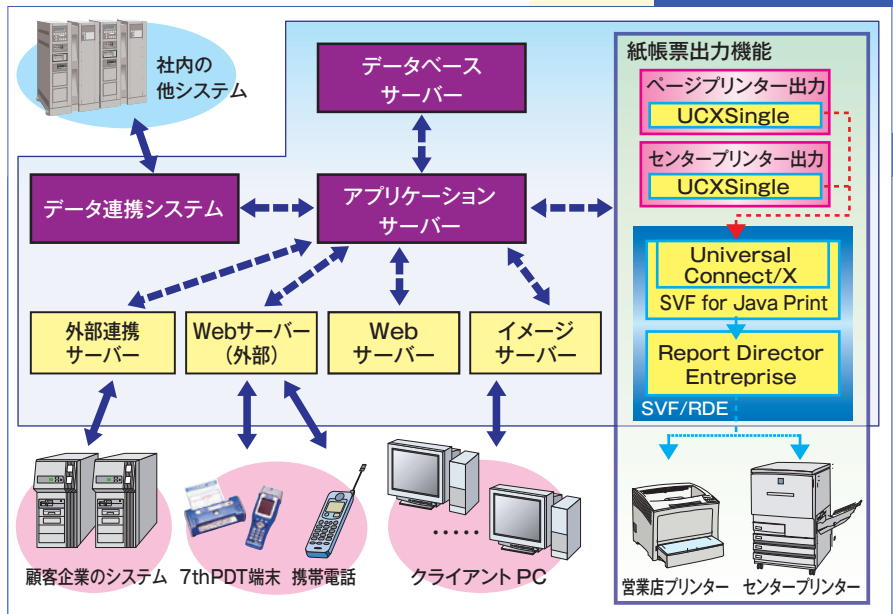 社内の
他システム
データベース
サーバー
データ連携システム
アプリケーション
サーバー
外部連携
サーバー
Webサーバー
（外部）
Web
サーバー
イメージ
サーバー
顧客企業のシステム
7thPDT端末
携帯電話
クライアント PC
紙帳票出力機能
ページプリンター出力
UCXSingle
センタープリンター出力
UCXSingle
Universal
Connect/X
SVF for Java Print
Report Director
Entreprise
SVF/RDE
営業店プリンター
センタープリンター